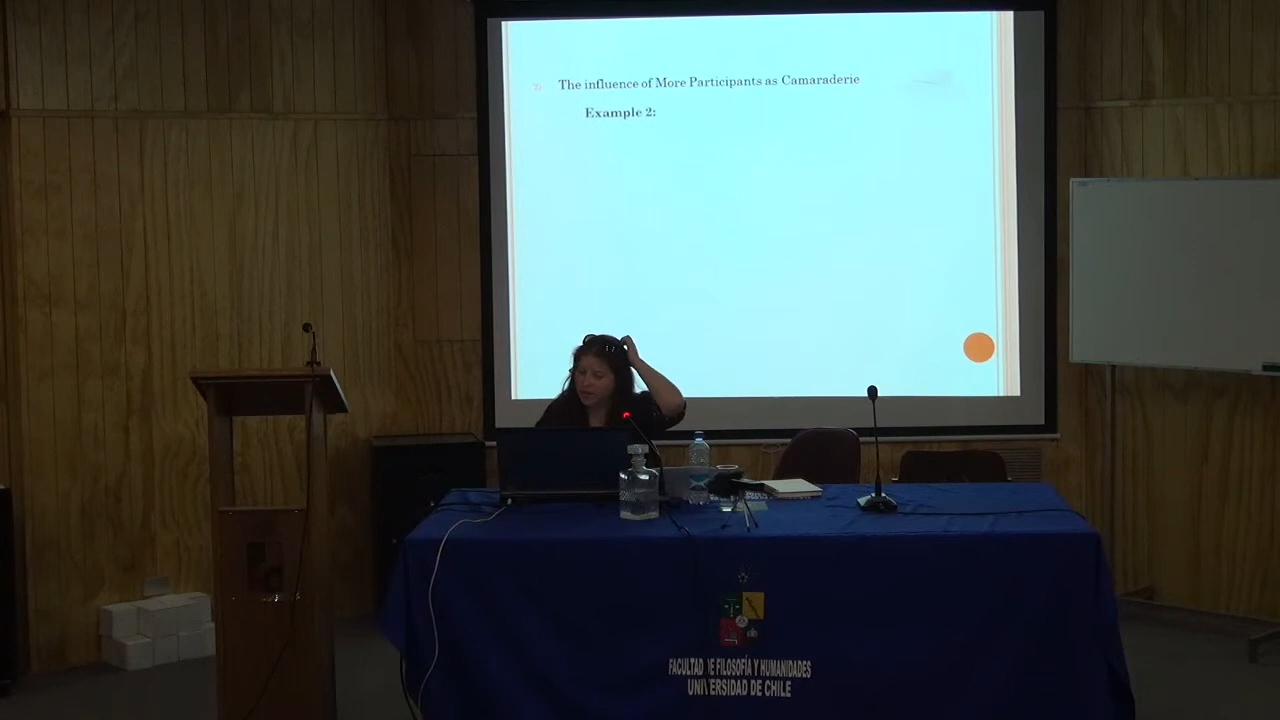 The influence of More Participants as Camaraderie
Example 2:
FACULTAD DE FILOSOFÍA Y HUMANIDADES
UNIVERSIDAD DE CHILE